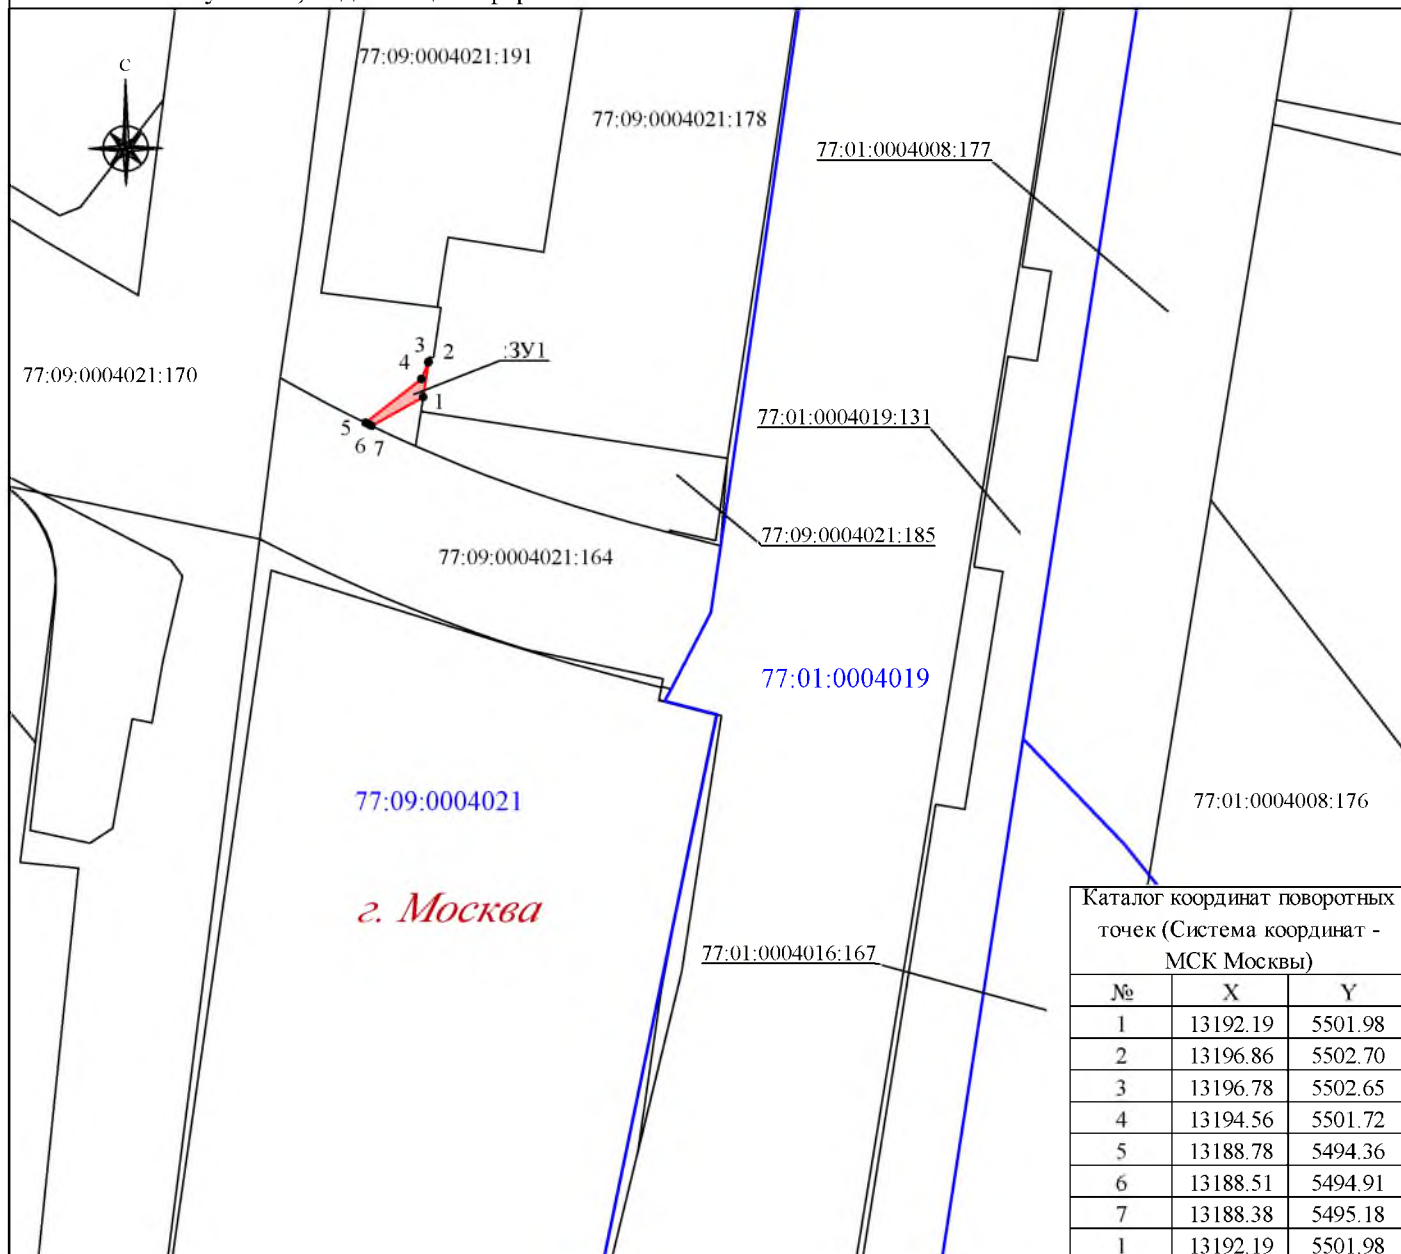 С
77:09:0004021:191
77:09:0004021:178
77:01:0004008:177
3
2
:ЗУ1
4
77:09:0004021:170
1
5
6
7
77:01:0004019:131
77:09:0004021:185
77:09:0004021:164
77:01:0004019
77:09:0004021
77:01:0004008:176
г. Москва
77:01:0004016:167
Каталог координат поворотных
точек (Система координат -
МСК Москвы)
№ X Y
1 13192.19 5501.98
2 13196.86 5502.70
3 13196.78 5502.65
4 13194.56 5501.72
5 13188.78 5494.36
6 13188.51 5494.91
7 13188.38 5495.18
1 13192.19 5501.98